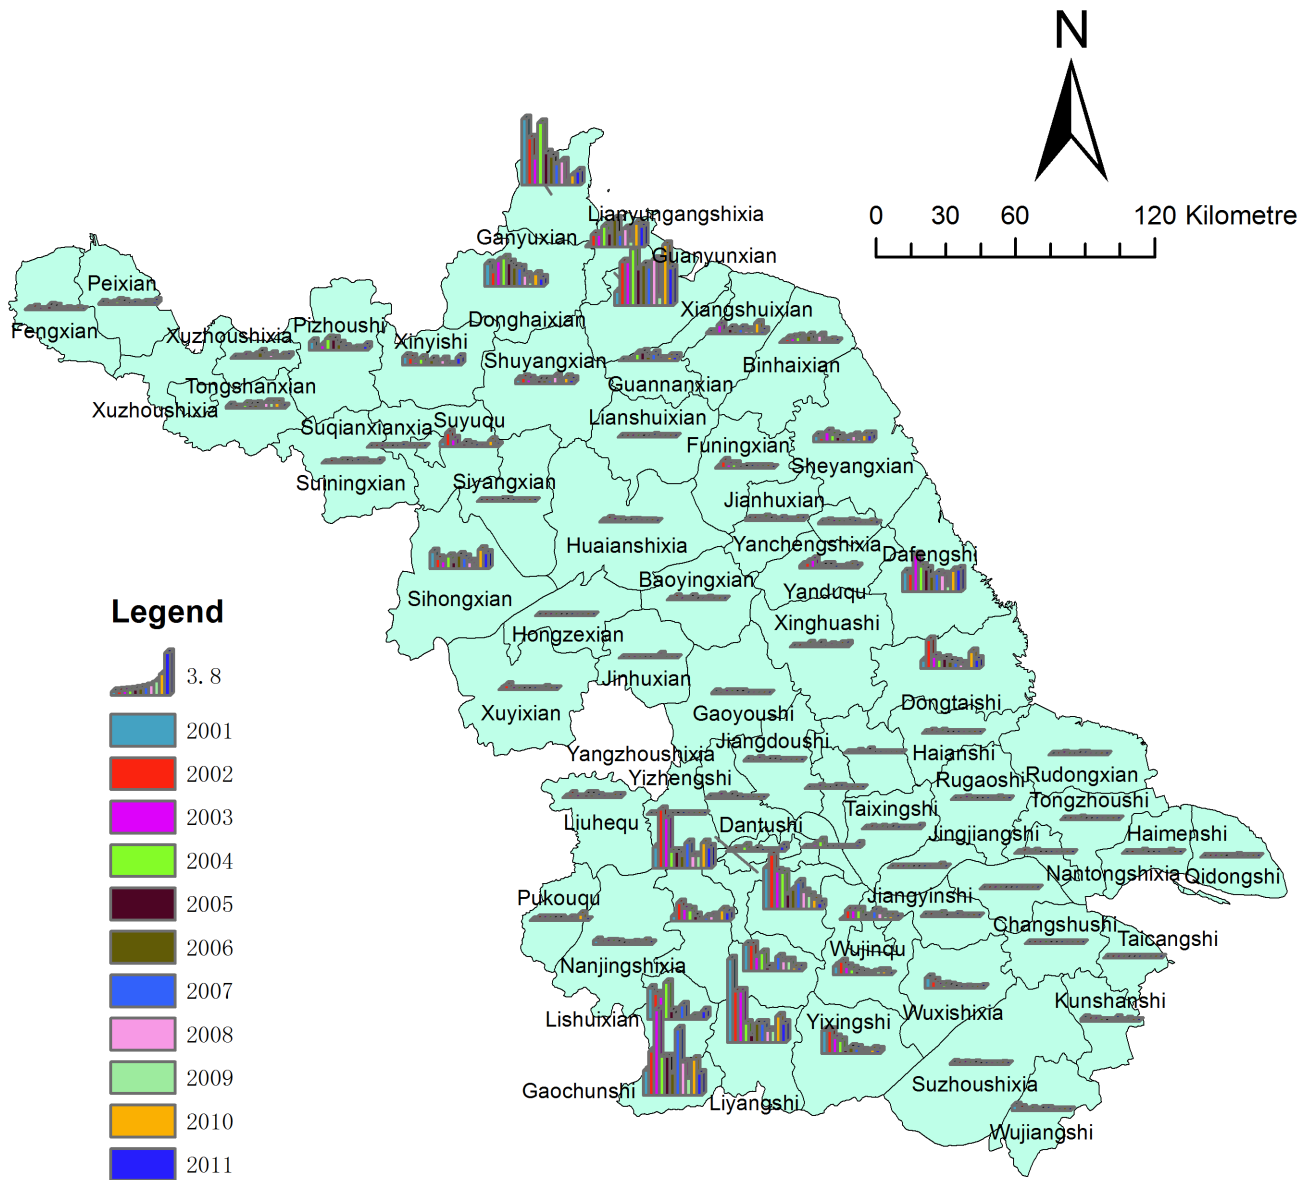 N
0 30 60 120 Kilometre
Lianyungangshixia
Ganyuxian
Guanyunxian
Peixian
Fengxian
Xuzhoushixia
Pizhoushi
Xinyishi
Donghaixian
Xiangshuixian
Binhaixian
Shuyangxian
Guannanxian
Tongshanxian
Xuzhoushixia
Suqianxianxia
Suyuqu
Lianshuixian
Funingxian
Sheyangxian
Suiningxian
Siyangxian
Jianhuxian
Huaianshixia
Yanchengshixia
Dafengshi
Baoyingxian
Yanduqu
Sihongxian
Xinghuashi
Hongzexian
Jinhuxian
Xuyixian
Gaoyoushi
Dongtaishi
Yangzhoushixia
Jiangdoushi
Haianshi
Yizhengshi
Rugaoshi
Rudongxian
Liuhequ
Dantushi
Taixingshi
Tongzhoushi
Jingjiangshi
Haimenshi
Nantongshixia
Qidongshi
Pukouqu
Jiangyinshi
Changshushi
Taicangshi
Nanjingshixia
Wujinqu
Lishuixian
Yixingshi
Wuxishixia
Kunshanshi
Gaochunshi
Liyangshi
Suzhoushixia
Wujiangshi
Legend
3.8
2001
2002
2003
2004
2005
2006
2007
2008
2009
2010
2011